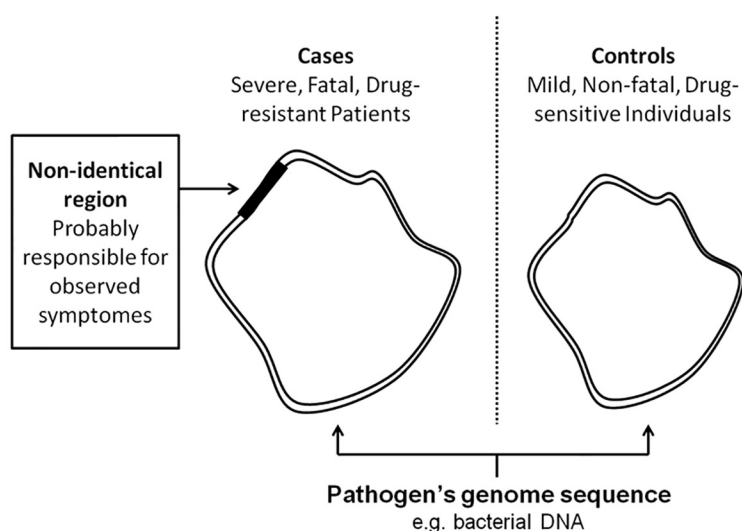 Cases
Severe, Fatal, Drug-
resistant Patients
Controls
Mild, Non-fatal, Drug-
sensitive Individuals
Non-identical
region
Probably
responsible for
observed
symptomes
Pathogen's genome sequence
e.g. bacterial DNA